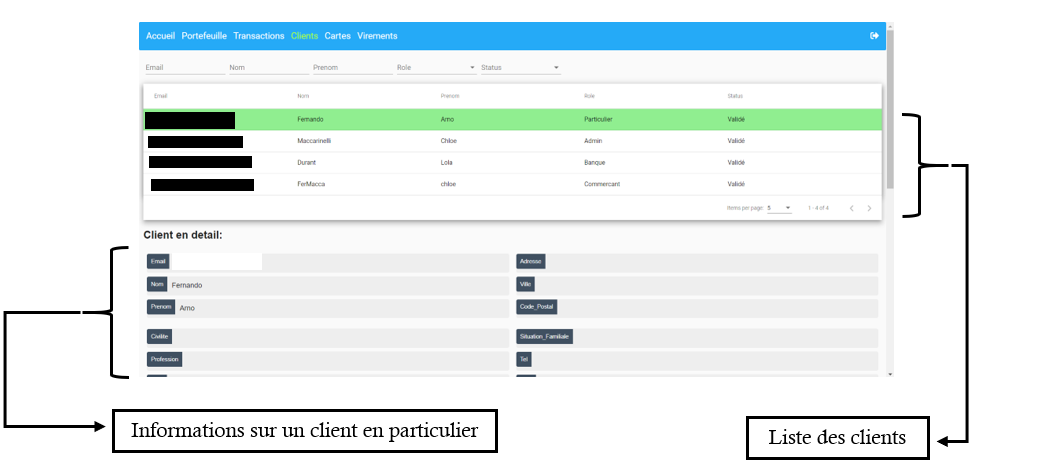 Accueil Portefeuille Transactions Clients Cartes Virements
Email Nom Prenom Role Status
Email Nom Prenom Role Status
Fernando Arno Particulier Validé
Maccarinelli Chloe Admin Validé
Durant Lola Banque Validé
FerMacca chloe Commercant Validé
Items per page: 5 1 - 4 of 4
Client en detail:
Email Adresse
Nom Fernando Ville
Prenom Arno Code_Postal
Civilite Situation_Familiale
Profession Tel
Informations sur un client en particulier
Liste des clients